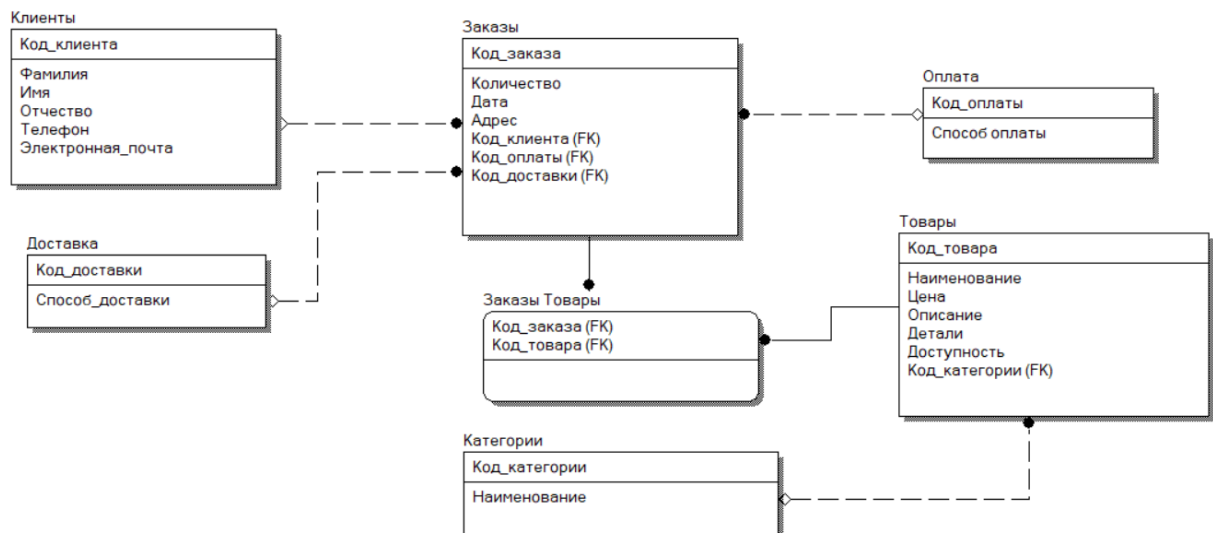 Клиенты
Код_клиента
Фамилия
Имя
Отчество
Телефон
Электронная_почта
Заказы
Код_заказа
Количество
Дата
Адрес
Код_клиента (FK)
Код_оплаты (FK)
Код_доставки (FK)
Оплата
Код_оплаты
Способ оплаты
Доставка
Код_доставки
Способ_доставки
Товары
Код_товара
Наименование
Цена
Описание
Детали
Доступность
Код_категории (FK)
Заказы Товары
Код_заказа (FK)
Код_товара (FK)
Категории
Код_категории
Наименование